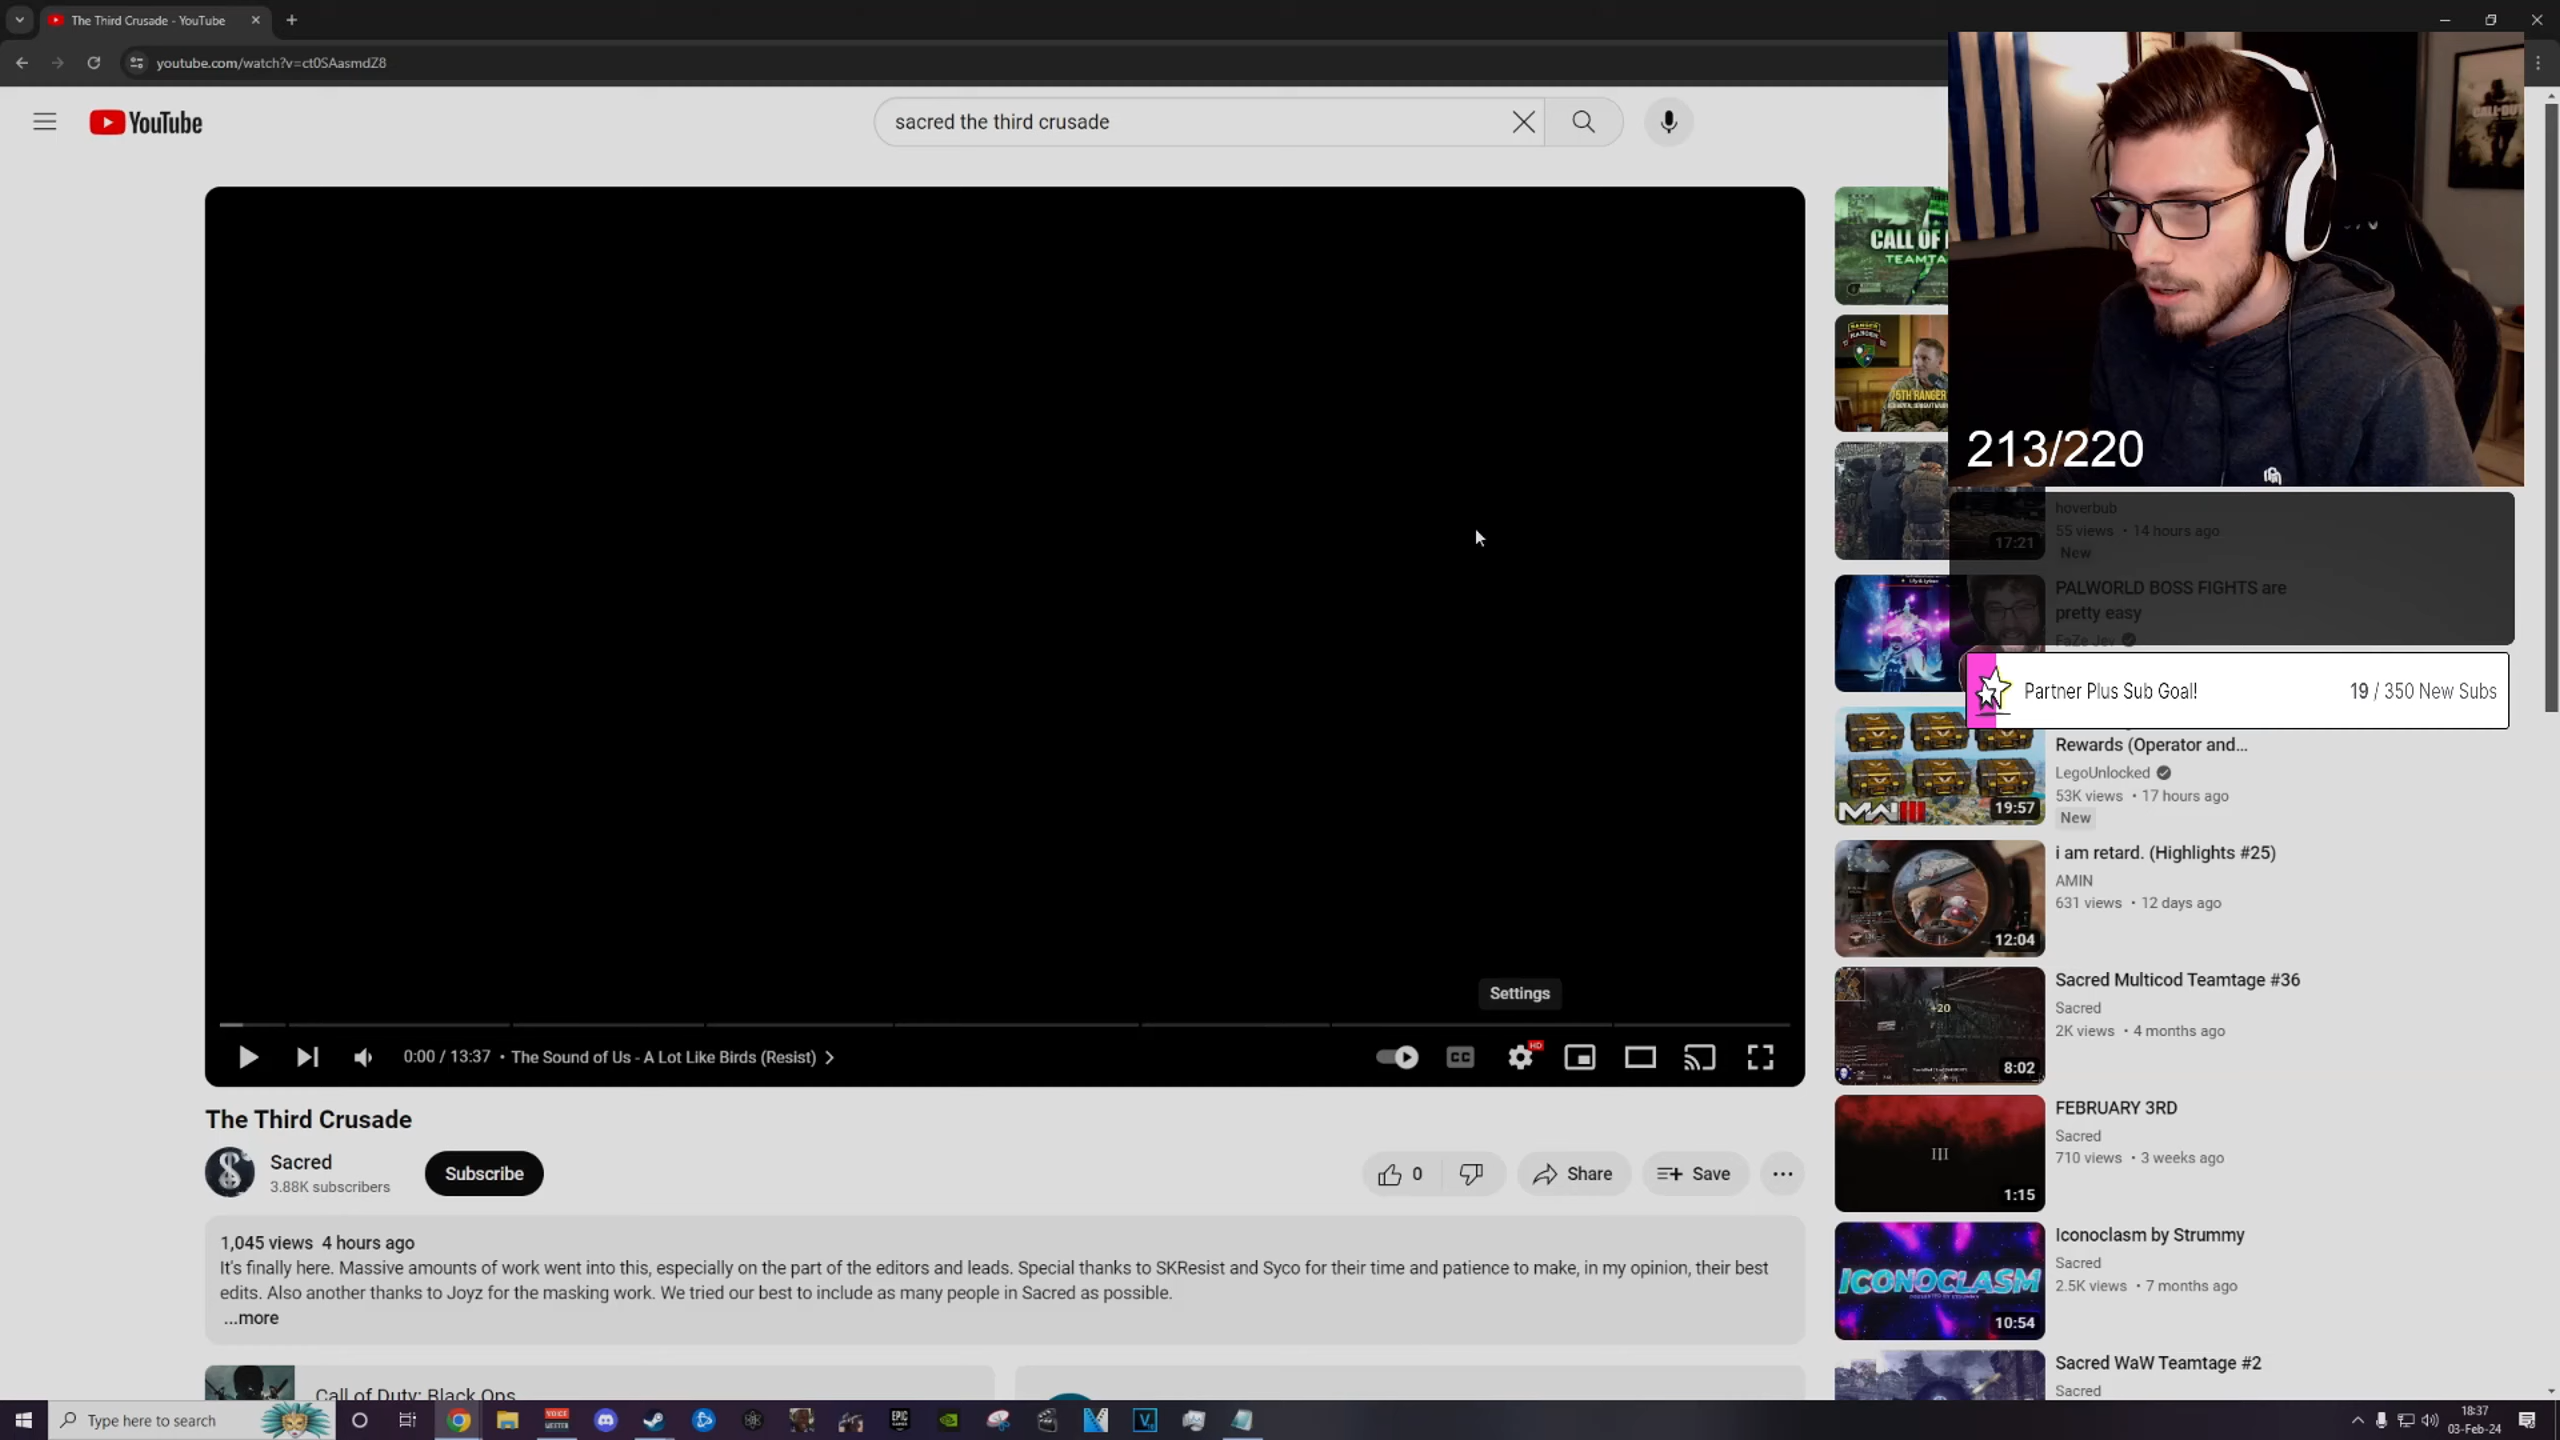 The Third Crusade - YouTube
youtube.com/watch?v=ct0SAasmdZ8
YouTube
sacred the third crusade
213/220
hoverbub
55 views • 14 hours ago
New
17:21
PALWORLD BOSS FIGHTS are
pretty easy
FaZe Jev
Partner Plus Sub Goal!
19 / 350 New Subs
Rewards (Operator and...
LegoUnlocked
53K views • 17 hours ago
New
19:57
i am retard. (Highlights #25)
AMIN
631 views • 12 days ago
12:04
Sacred Multicod Teamtage #36
Sacred
2K views • 4 months ago
+20
8:02
FEBRUARY 3RD
Sacred
710 views • 3 weeks ago
III
1:15
Iconoclasm by Strummy
Sacred
2.5K views • 7 months ago
ICONOCLASM
10:54
Sacred WaW Teamtage #2
Sacred
Settings
0:00 / 13:37 • The Sound of Us - A Lot Like Birds (Resist)
CC
HD
The Third Crusade
Sacred
3.88K subscribers
Subscribe
0
Share
Save
1,045 views 4 hours ago
It's finally here. Massive amounts of work went into this, especially on the part of the editors and leads. Special thanks to SKResist and Syco for their time and patience to make, in my opinion, their best
edits. Also another thanks to Joyz for the masking work. We tried our best to include as many people in Sacred as possible.
...more
Call of Duty: Black Ops
Type here to search
18:37
03-Feb-24